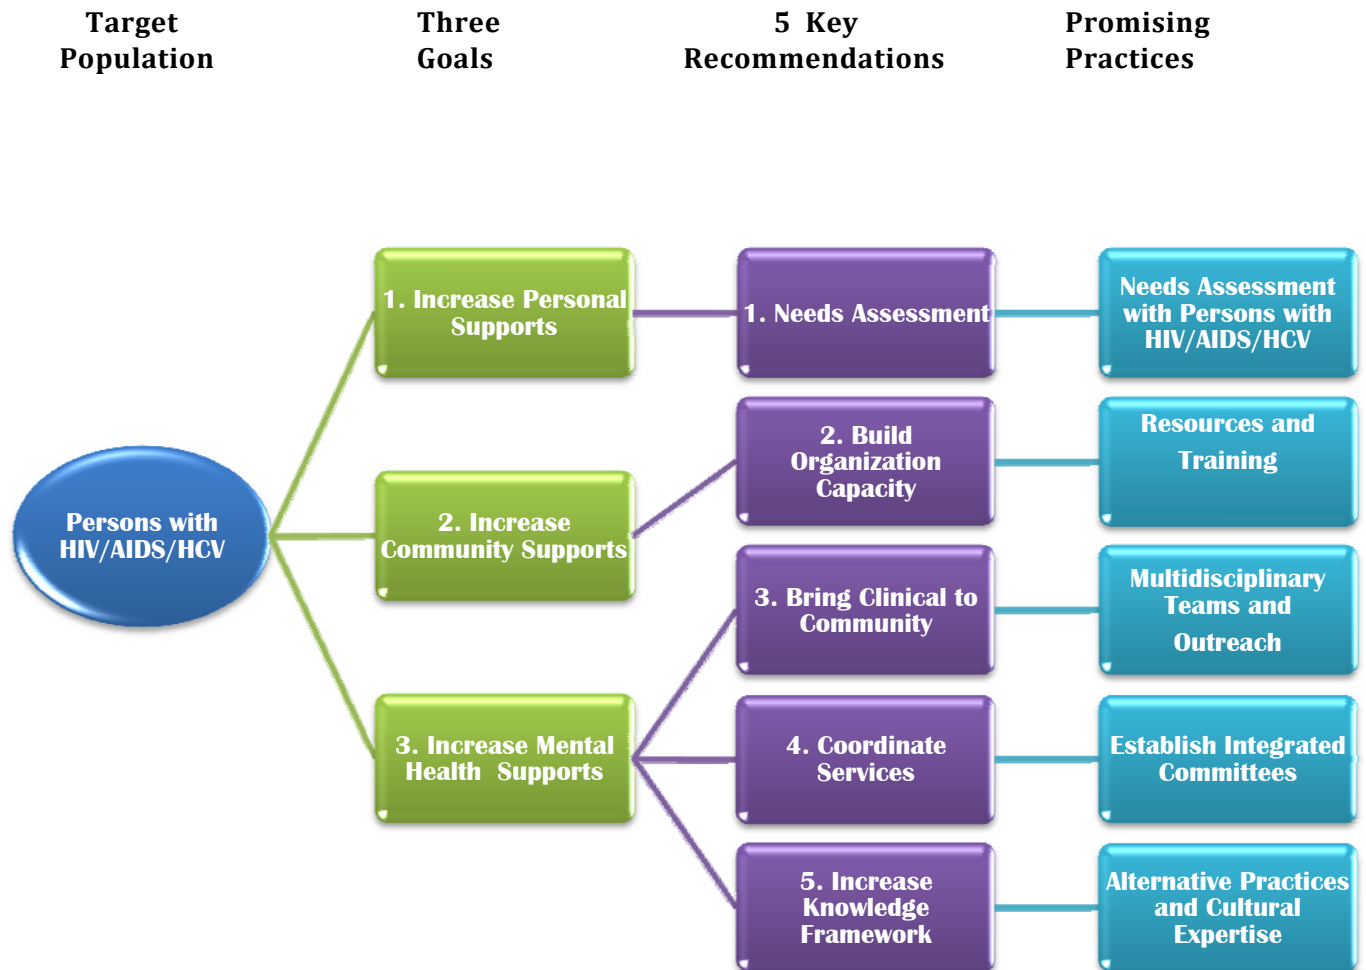 Target
Population
Three
Goals
5 Key
Recommendations
Promising
Practices
Persons with
HIV/AIDS/HCV
1. Increase Personal
Supports
2. Increase
Community Supports
3. Increase Mental
Health Supports
1. Needs Assessment
2. Build
Organization
Capacity
3. Bring Clinical to
Community
4. Coordinate
Services
5. Increase
Knowledge
Framework
Needs Assessment
with Persons with
HIV/AIDS/HCV
Resources and
Training
Multidisciplinary
Teams and
Outreach
Establish Integrated
Committees
Alternative Practices
and Cultural
Expertise